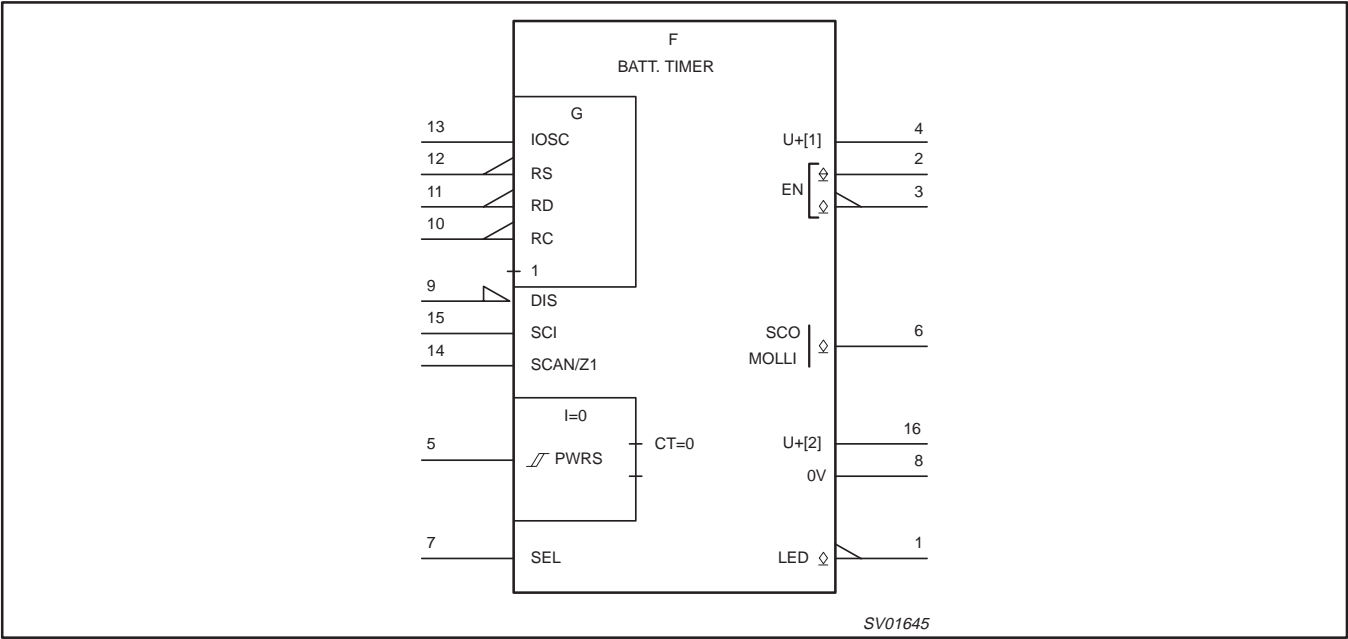 F
BATT. TIMER
G
13 IOSC
12 RS
11 RD
10 RC
1
9 DIS
15 SCI
14 SCAN/Z1
I=0
5 PWRS
CT=0
7 SEL
U+[1] 4
2
EN
3
SCO 6
MOLLI
U+[2] 16
0V 8
LED 1
SV01645